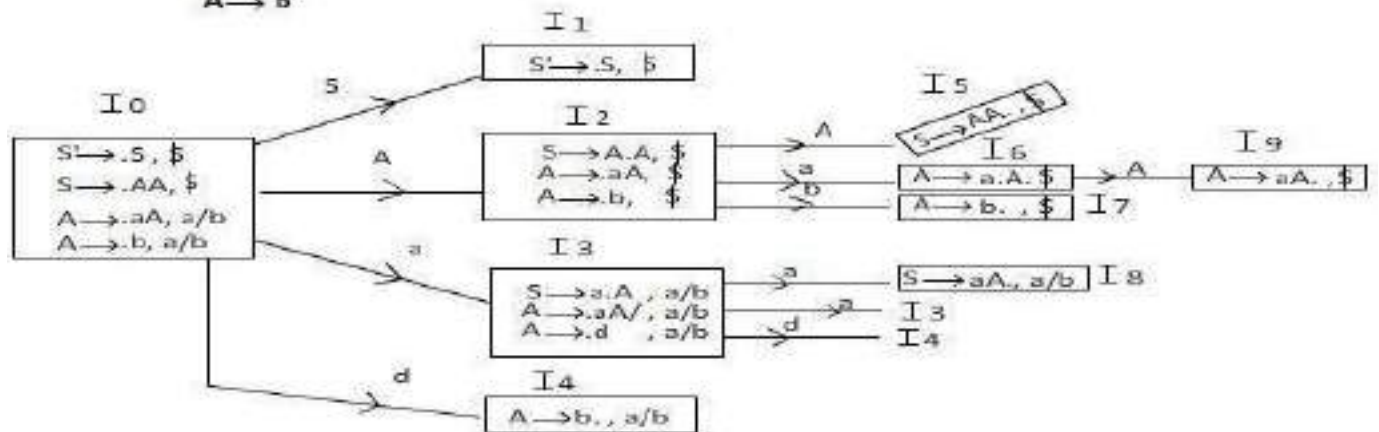 A→b
I1
S'→.S, $
S
I0
S'→.S, $
S→.AA, $
A→.aA, a/b
A→.b, a/b
A
I2
S→A.A, $
A→.aA, $
A→.b, $
A
a
b
I5
S→AA., $
I6
A→a.A. $
A
I9
A→aA., $
A→b., $ I7
a
I3
S→a.A , a/b
A→.aA/ , a/b
A→.d , a/b
a
S→aA., a/b I8
a
I3
d
I4
d
I4
A→b., a/b